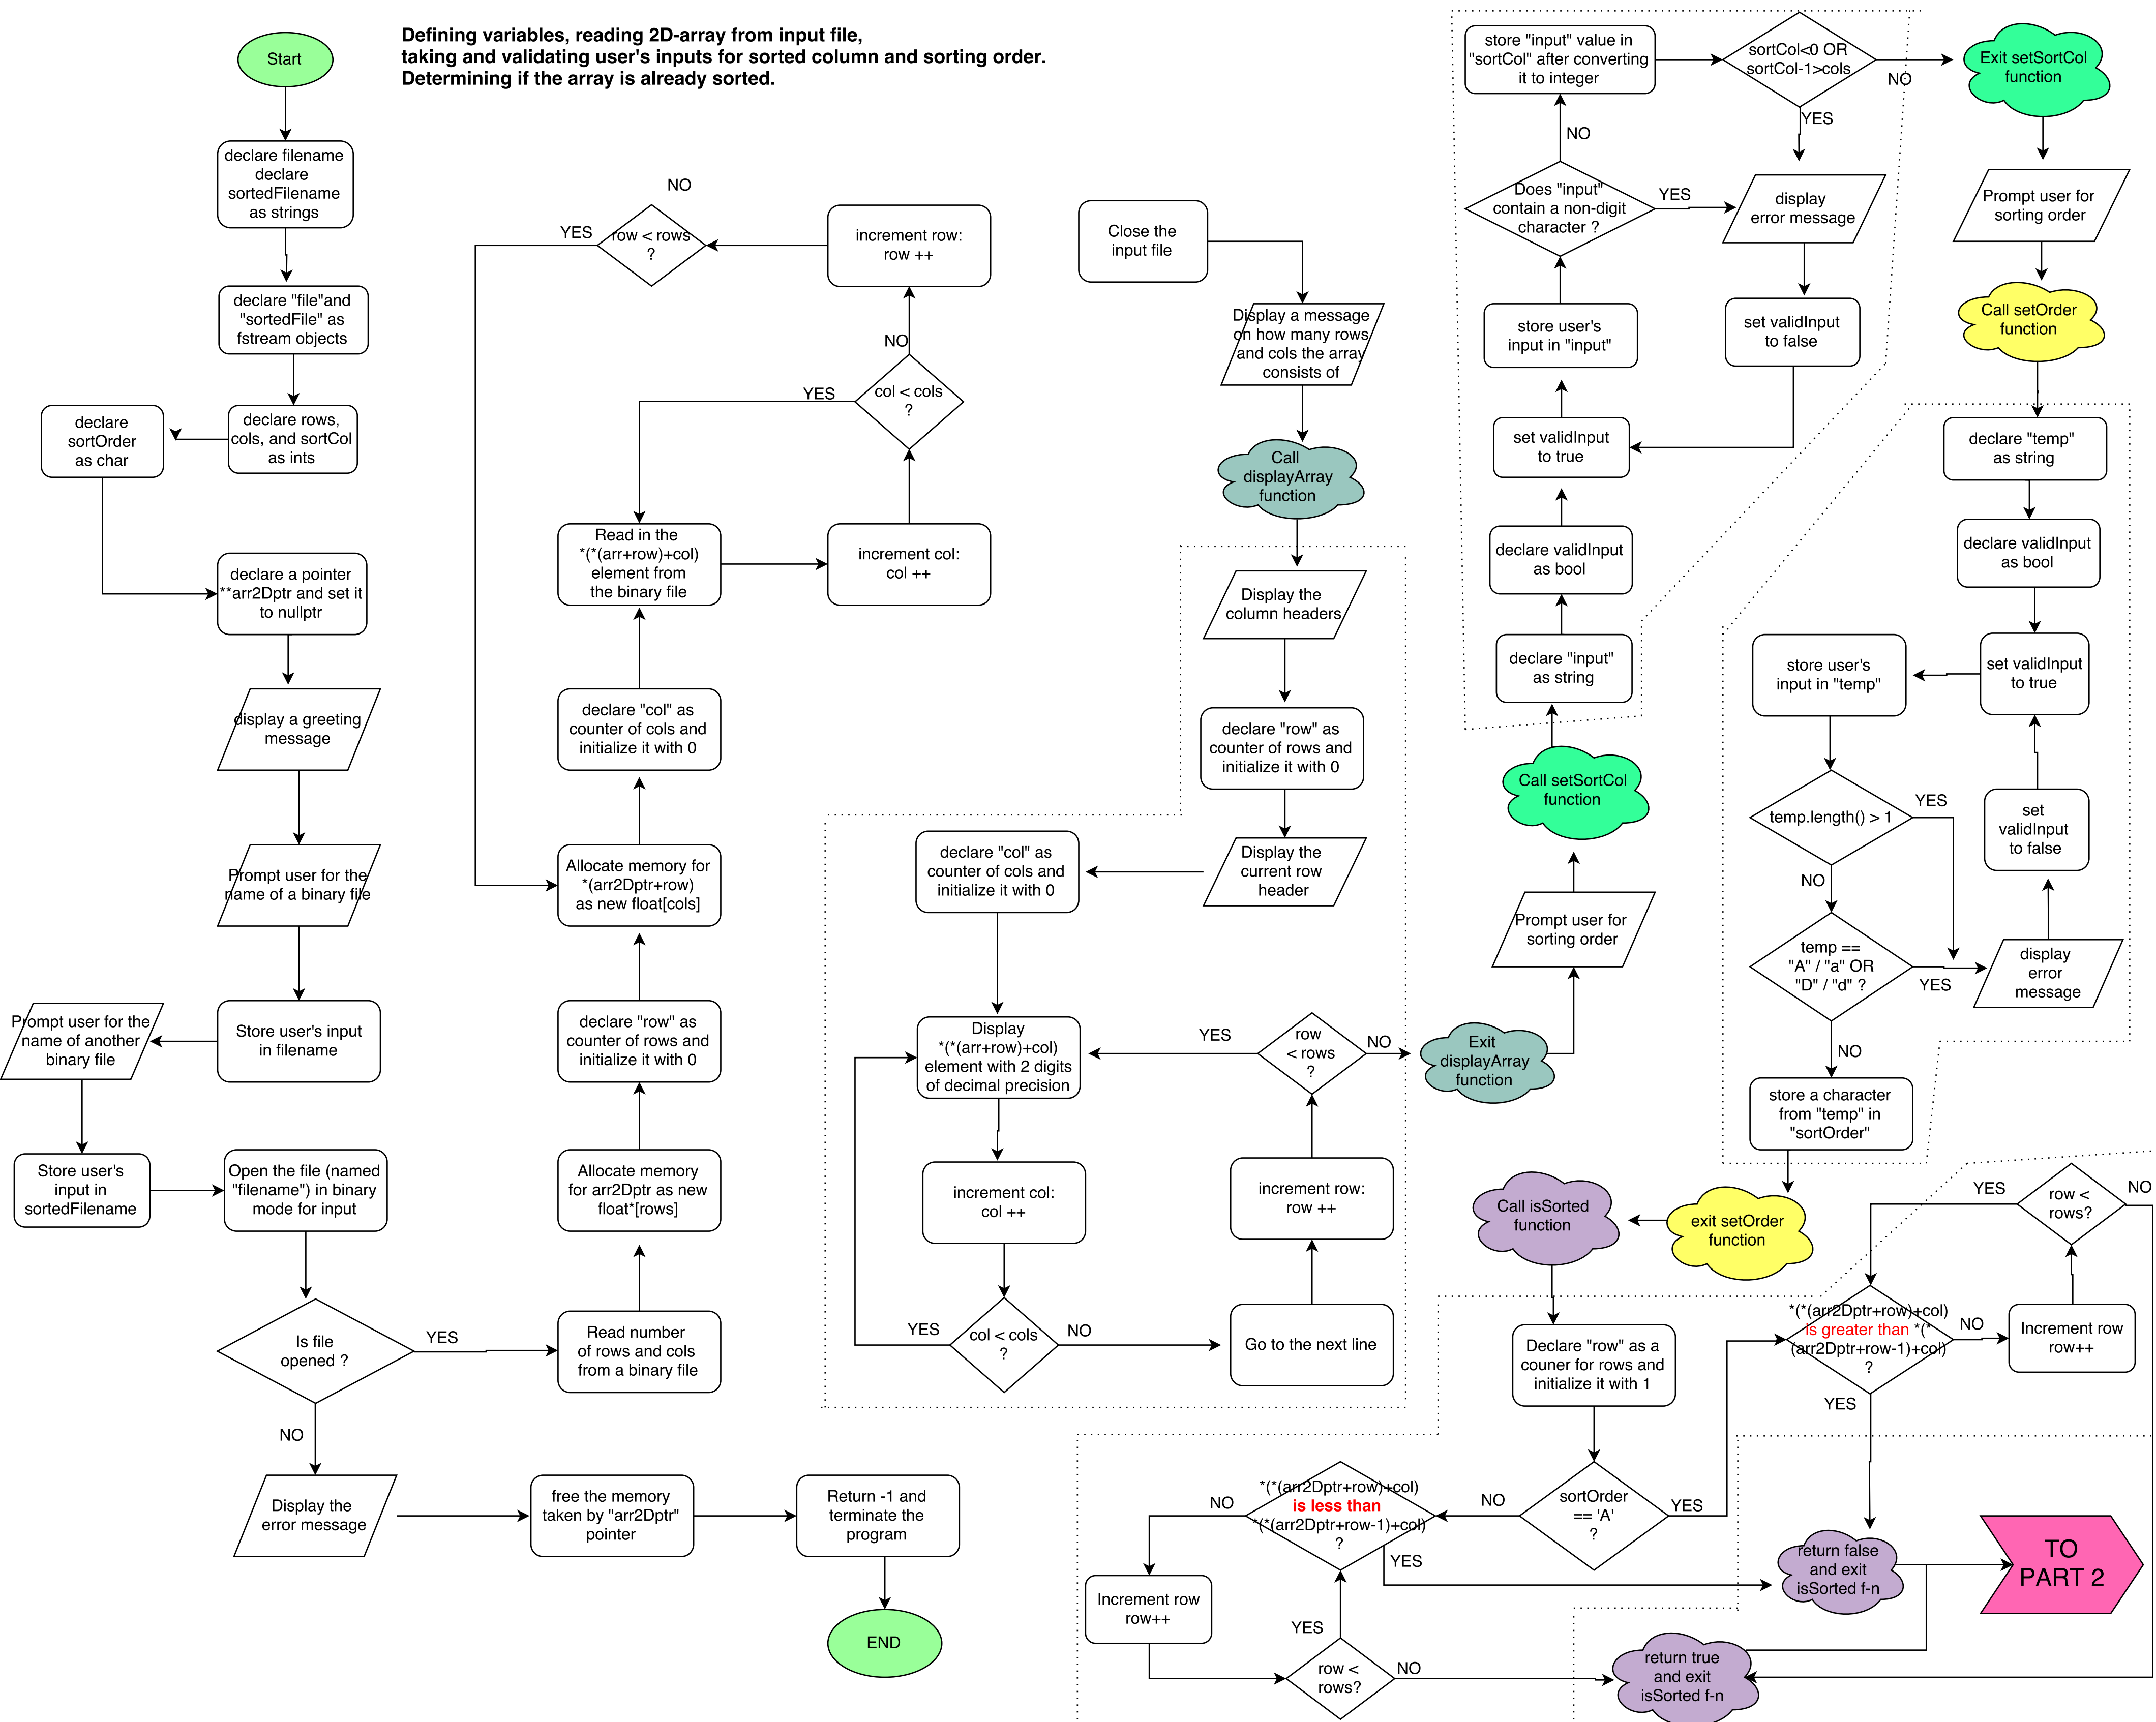 Defining variables, reading 2D-array from input file,
taking and validating user's inputs for sorted column and sorting order.
Determining if the array is already sorted.
Start
declare filename
declare
sortedFilename
as strings
declare "file"and
"sortedFile" as
fstream objects
declare rows,
cols, and sortCol
as ints
declare
sortOrder
as char
declare a pointer
**arr2Dptr and set it
to nullptr
display a greeting
message
Prompt user for the
name of a binary file
Store user's input
in filename
Prompt user for the
name of another
binary file
Store user's
input in
sortedFilename
Open the file (named
"filename") in binary
mode for input
Is file
opened ?
YES
NO
Display the
error message
free the memory
taken by "arr2Dptr"
pointer
Return -1 and
terminate the
program
END
Read number
of rows and cols
from a binary file
Allocate memory
for arr2Dptr as new
float*[rows]
declare "row" as
counter of rows and
initialize it with 0
Allocate memory for
*(arr2Dptr+row)
as new float[cols]
declare "col" as
counter of cols and
initialize it with 0
Read in the
*(*(arr+row)+col)
element from
the binary file
increment col:
col ++
col < cols
?
YES
NO
increment row:
row ++
row < rows
?
YES
NO
Close the
input file
Display a message
on how many rows
and cols the array
consists of
Call
displayArray
function
Display the
column headers
declare "row" as
counter of rows and
initialize it with 0
Display the
current row
header
declare "col" as
counter of cols and
initialize it with 0
Display
*(*(arr+row)+col)
element with 2 digits
of decimal precision
increment col:
col ++
col < cols
?
YES
NO
Go to the next line
increment row:
row ++
row
< rows
?
YES
NO
Exit
displayArray
function
Prompt user for
sorting order
Call setSortCol
function
declare "input"
as string
declare validInput
as bool
set validInput
to true
store user's
input in "input"
Does "input"
contain a non-digit
character ?
YES
NO
store "input" value in
"sortCol" after converting
it to integer
sortCol<0 OR
sortCol-1>cols
YES
NO
display
error message
set validInput
to false
Exit setSortCol
function
Prompt user for
sorting order
Call setOrder
function
declare "temp"
as string
declare validInput
as bool
set validInput
to true
store user's
input in "temp"
temp.length() > 1
YES
NO
temp ==
"A" / "a" OR
"D" / "d" ?
YES
NO
display
error
message
set
validInput
to false
store a character
from "temp" in
"sortOrder"
exit setOrder
function
Call isSorted
function
Declare "row" as a
couner for rows and
initialize it with 1
sortOrder
== 'A'
?
YES
NO
*(*(arr2Dptr+row)+col)
is greater than *(*
(arr2Dptr+row-1)+col)
?
YES
NO
Increment row
row++
row <
rows?
YES
NO
*(*(arr2Dptr+row)+col)
is less than
*(*(arr2Dptr+row-1)+col)
?
YES
NO
Increment row
row++
row <
rows?
YES
NO
return false
and exit
isSorted f-n
return true
and exit
isSorted f-n
TO
PART 2